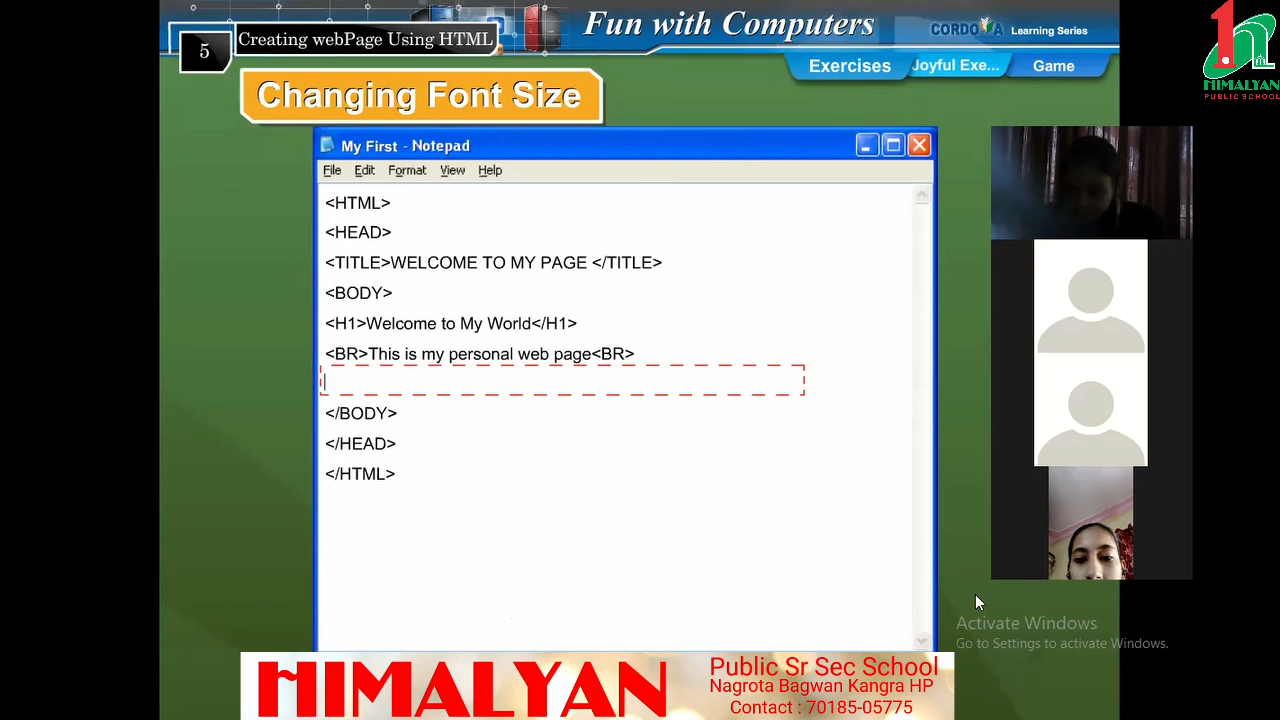 5
Creating webPage Using HTML
Fun with Computers
CORDOVA Learning Series
Exercises
Joyful Exe...
Game
HIMALYAN
PUBLIC SCHOOL
Changing Font Size
My First - Notepad
File Edit Format View Help
<HTML>
<HEAD>
<TITLE>WELCOME TO MY PAGE </TITLE>
<BODY>
<H1>Welcome to My World</H1>
<BR>This is my personal web page<BR>
</BODY>
</HEAD>
</HTML>
Activate Windows
Go to Settings to activate Windows.
HIMALYAN
Public Sr Sec School
Nagrota Bagwan Kangra HP
Contact : 70185-05775